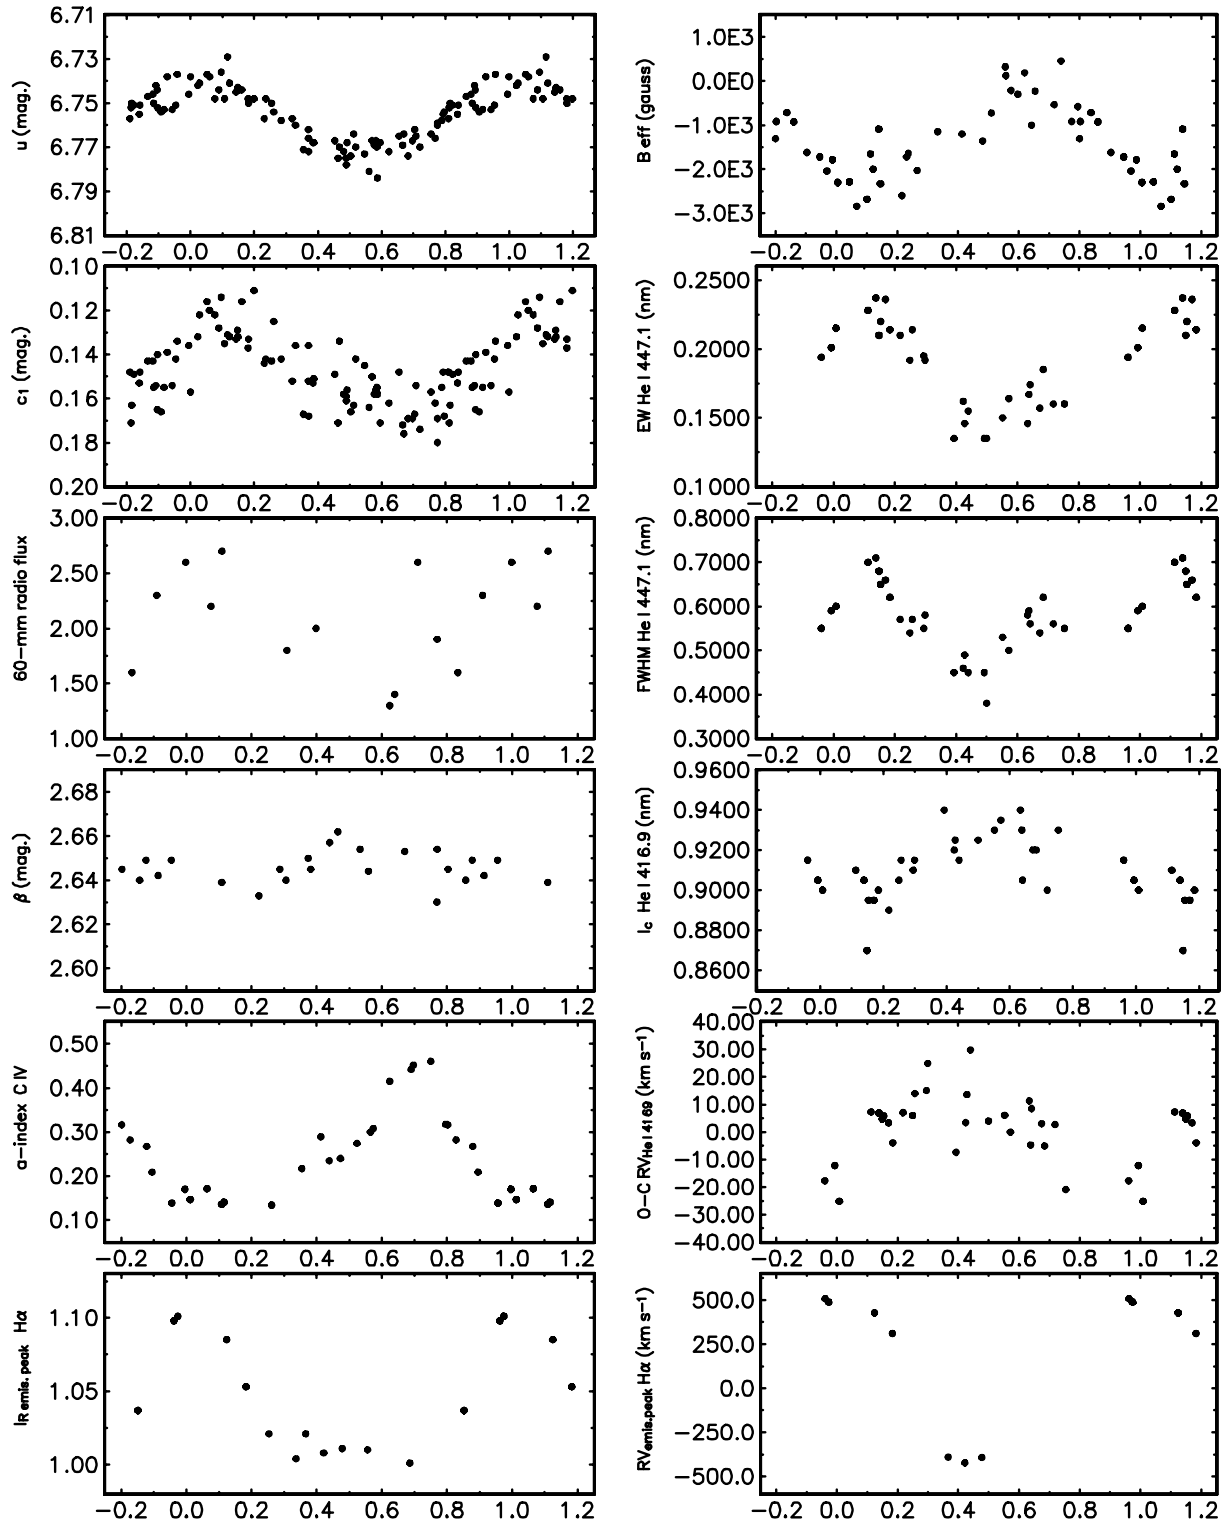 6.71
6.73
6.75
6.77
6.79
6.81
u (mag.)
−0.2 0.0 0.2 0.4 0.6 0.8 1.0 1.2
1.0E3
0.0E0
−1.0E3
−2.0E3
−3.0E3
Beff (gauss)
−0.2 0.0 0.2 0.4 0.6 0.8 1.0 1.2
0.10
0.12
0.14
0.16
0.18
0.20
c1 (mag.)
−0.2 0.0 0.2 0.4 0.6 0.8 1.0 1.2
0.2500
0.2000
0.1500
0.1000
EW He I 447.1 (nm)
−0.2 0.0 0.2 0.4 0.6 0.8 1.0 1.2
3.00
2.50
2.00
1.50
1.00
60−mm radio flux
−0.2 0.0 0.2 0.4 0.6 0.8 1.0 1.2
0.8000
0.7000
0.6000
0.5000
0.4000
0.3000
FWHM He I 447.1 (nm)
−0.2 0.0 0.2 0.4 0.6 0.8 1.0 1.2
2.68
2.66
2.64
2.62
2.60
β (mag.)
−0.2 0.0 0.2 0.4 0.6 0.8 1.0 1.2
0.9600
0.9400
0.9200
0.9000
0.8800
0.8600
Ic He I 416.9 (nm)
−0.2 0.0 0.2 0.4 0.6 0.8 1.0 1.2
0.50
0.40
0.30
0.20
0.10
a−index C IV
−0.2 0.0 0.2 0.4 0.6 0.8 1.0 1.2
40.00
30.00
20.00
10.00
0.00
−10.00
−20.00
−30.00
−40.00
O−C RVHe I 4169 (km s−1)
−0.2 0.0 0.2 0.4 0.6 0.8 1.0 1.2
1.10
1.05
1.00
IR emis. peak Hα
−0.2 0.0 0.2 0.4 0.6 0.8 1.0 1.2
500.0
250.0
0.0
−250.0
−500.0
RVemis.peak Hα (km s−1)
−0.2 0.0 0.2 0.4 0.6 0.8 1.0 1.2